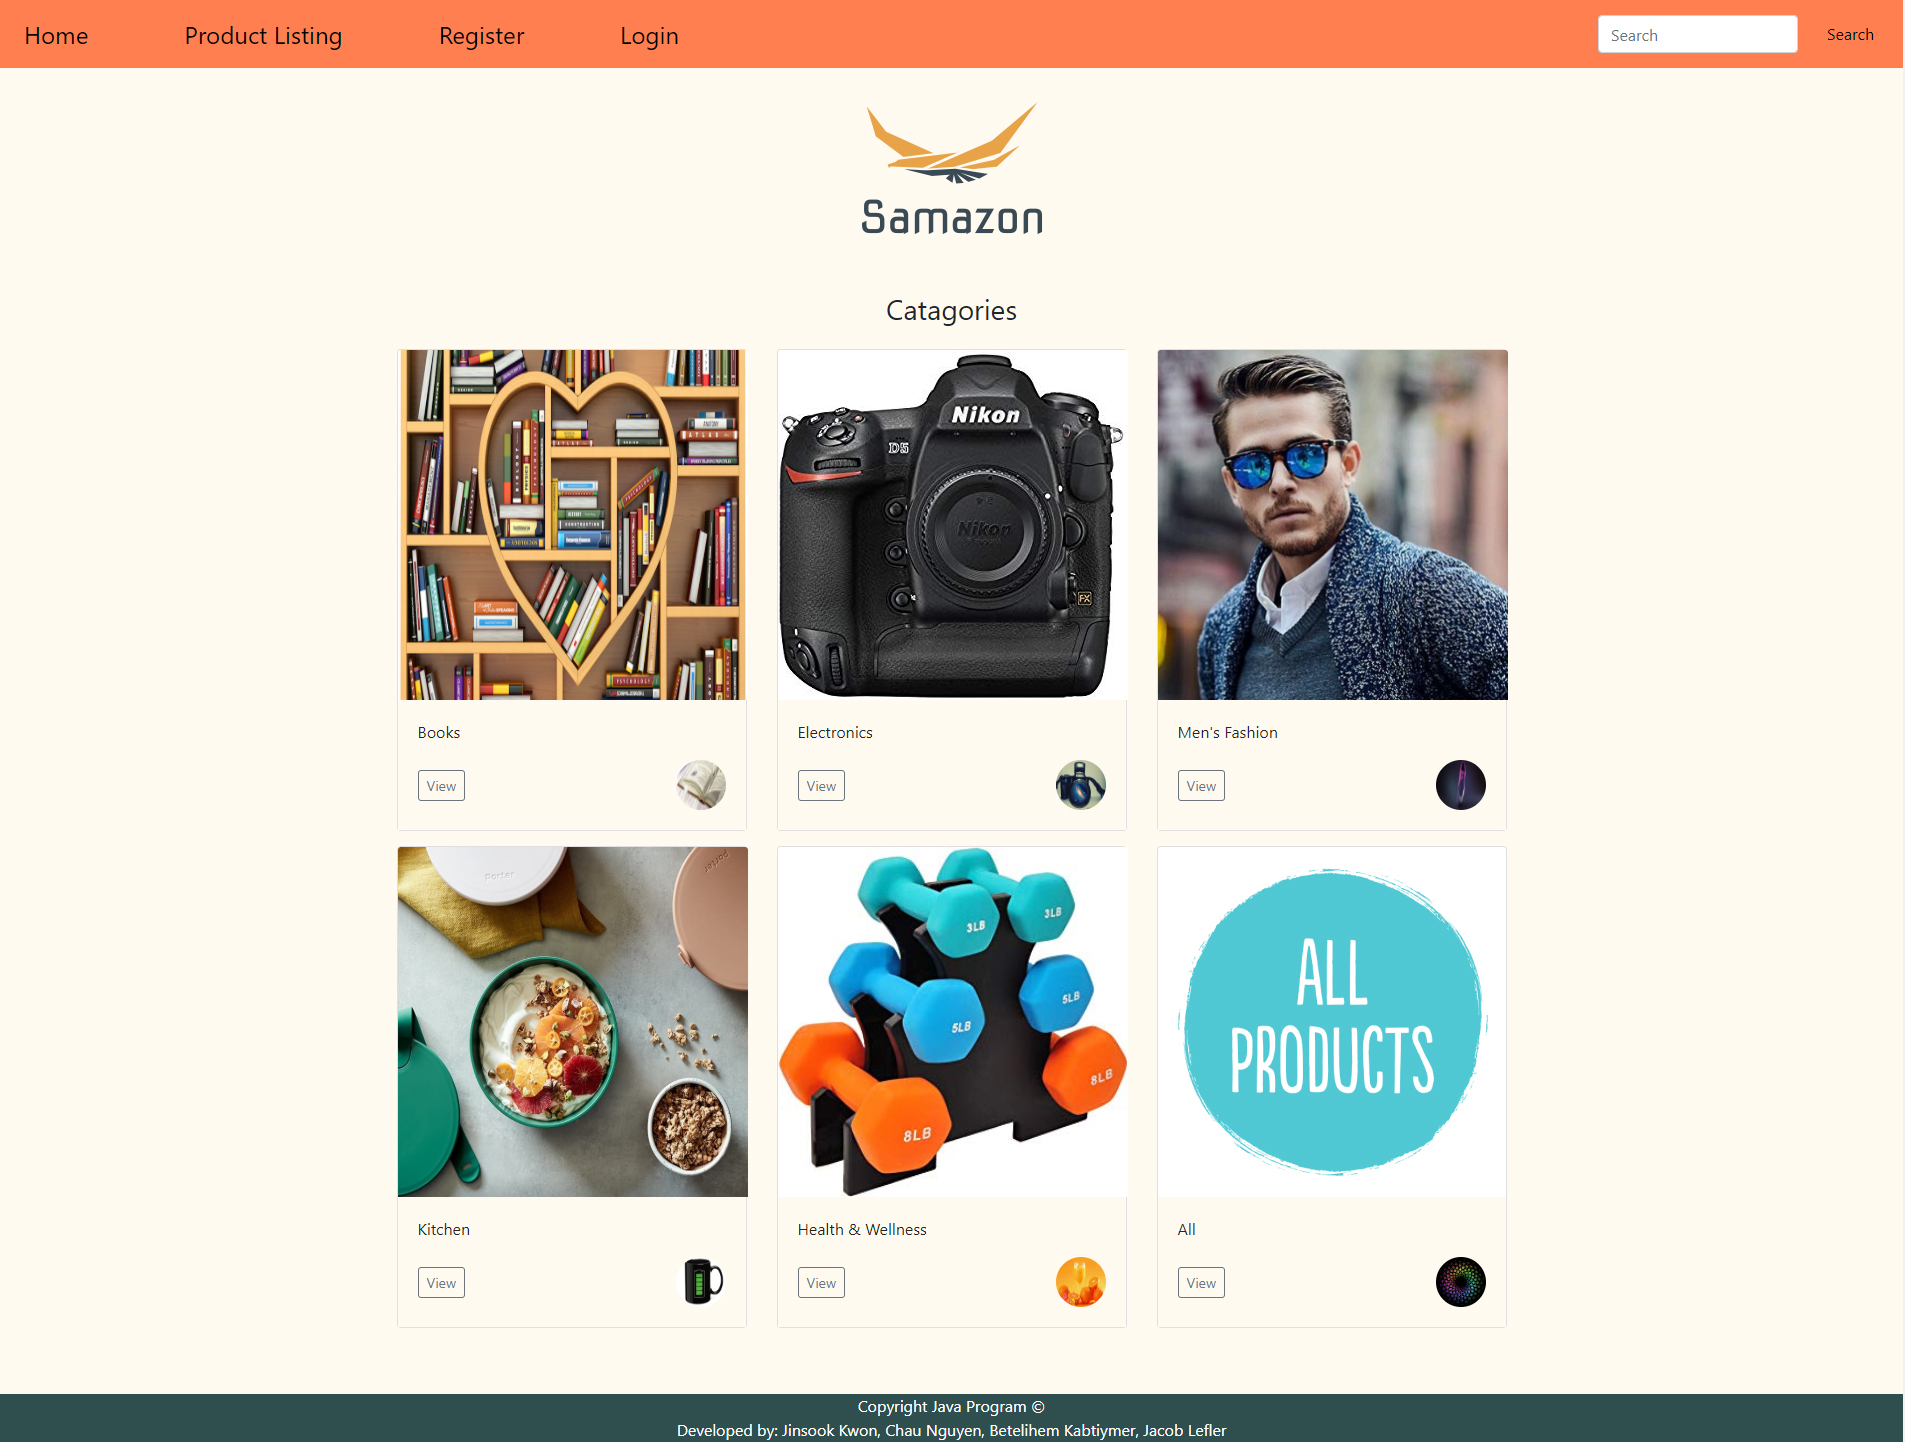 Home Product Listing Register Login Search Search
Samazon
Catagories
Nikon
D5
Nikon
FX
Books Electronics Men's Fashion
View View View
Porter
porter
3LB 3LB
5LB 5LB
8LB 8LB
ALL
PRODUCTS
Kitchen Health & Wellness All
View View View
Copyright Java Program ©
Developed by: Jinsook Kwon, Chau Nguyen, Betelihem Kabtiymer, Jacob Lefler